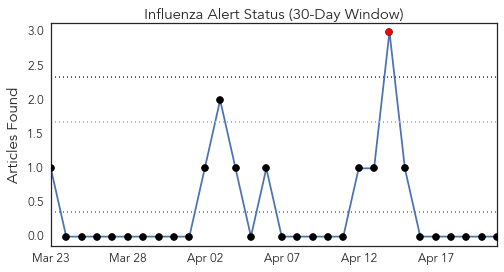 Influenza Alert Status (30-Day Window)
Articles Found
3.0
2.5
2.0
1.5
1.0
0.5
0.0
Mar 23
Mar 28
Apr 02
Apr 07
Apr 12
Apr 17